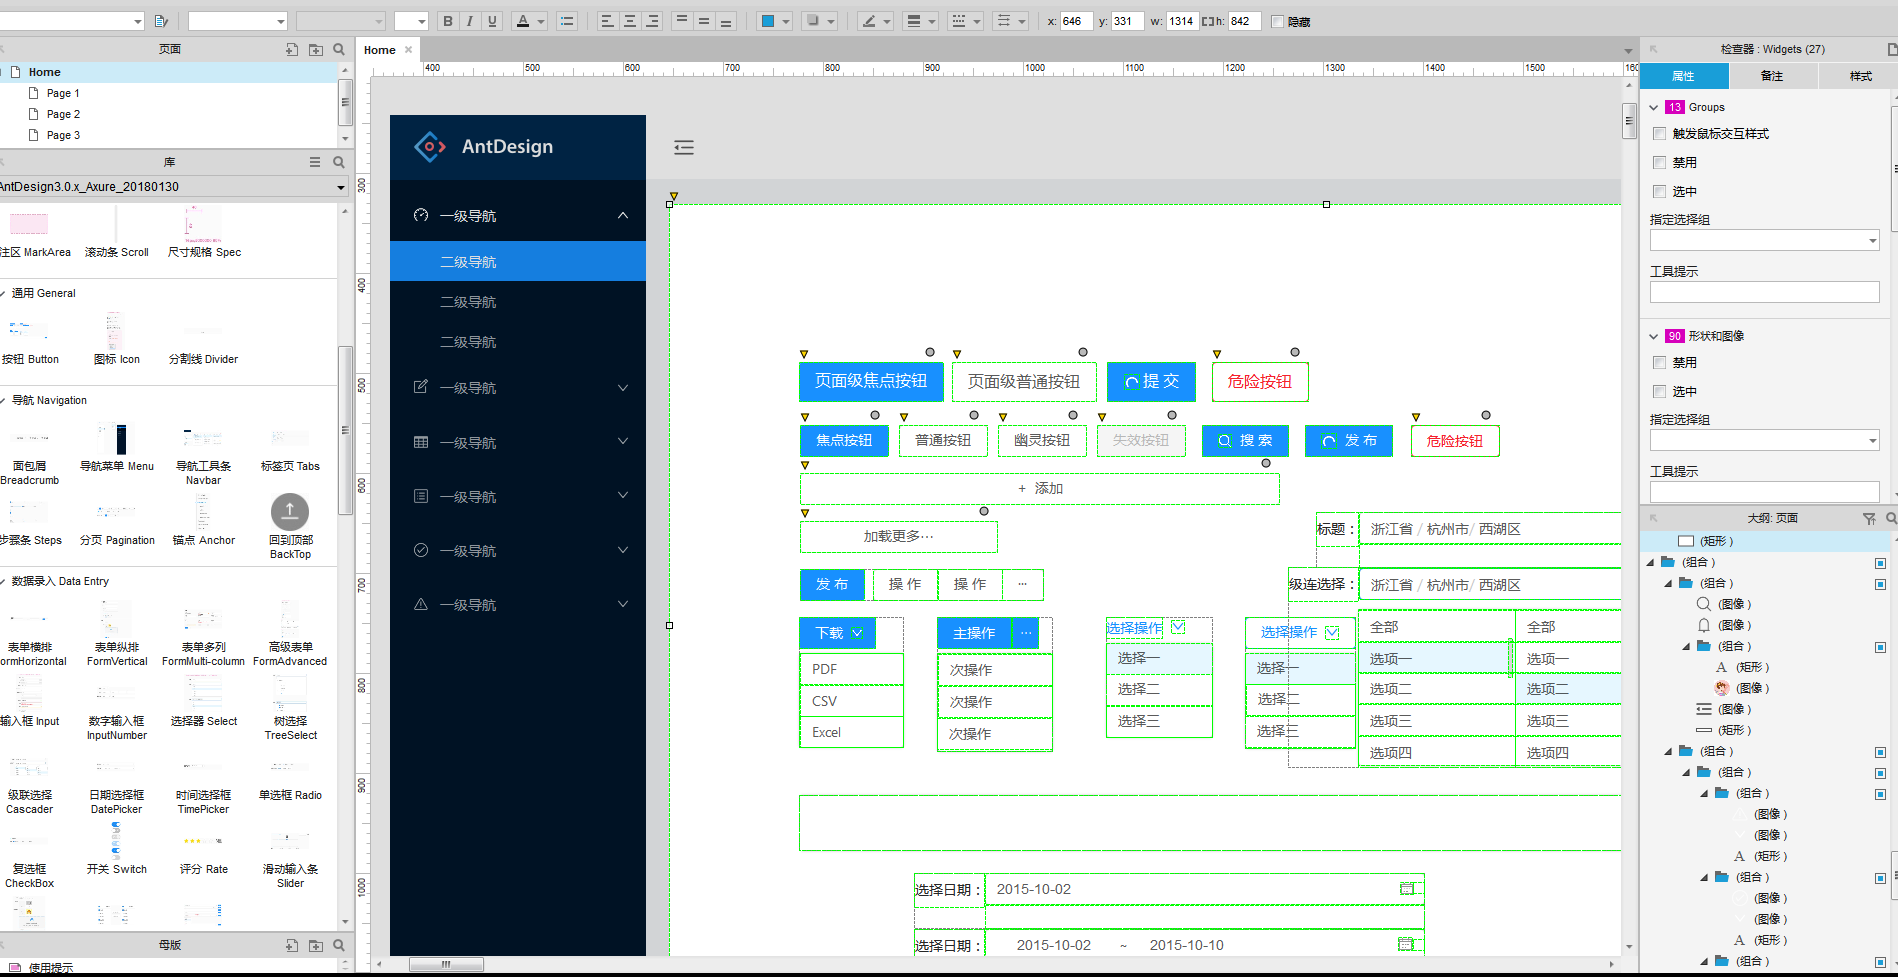 B I U A
x: 646 y: 331 w: 1314 h: 842 隐藏
页面
Home
Page 1
Page 2
Page 3
库
AntDesign3.0.x_Axure_20180130
注区 MarkArea 滚动条 Scroll 尺寸规格 Spec
通用 General
按钮 Button 图标 Icon 分割线 Divider
导航 Navigation
面包屑 Breadcrumb 导航菜单 Menu 导航工具条 Navbar 标签页 Tabs
步骤条 Steps 分页 Pagination 锚点 Anchor 回到顶部 BackTop
数据录入 Data Entry
表单横排 FormHorizontal 表单纵排 FormVertical 表单多列 FormMulti-column 高级表单 FormAdvanced
输入框 Input 数字输入框 InputNumber 选择器 Select 树选择 TreeSelect
级联选择 Cascader 日期选择框 DatePicker 时间选择框 TimePicker 单选框 Radio
复选框 CheckBox 开关 Switch 评分 Rate 滑动输入条 Slider
母版
使用提示
Home
400 500 600 700 800 900 1000 1100 1200 1300 1400 1500 160
300
400
500
600
700
800
900
1000
AntDesign
一级导航
二级导航
二级导航
二级导航
一级导航
一级导航
一级导航
一级导航
一级导航
页面级焦点按钮 页面级普通按钮 提 交 危险按钮
焦点按钮 普通按钮 幽灵按钮 失效按钮 搜 索 发 布 危险按钮
+ 添加
加载更多···
发 布 操 作 操 作 ···
下载
PDF
CSV
Excel
主操作 ···
次操作
次操作
次操作
选择操作
选择一
选择二
选择三
选择操作
选择一
选择二
选择三
标题： 浙江省 / 杭州市/ 西湖区
级连选择： 浙江省 / 杭州市/ 西湖区
全部 全部
选项一 选项一
选项二 选项二
选项三 选项三
选项四 选项四
选择日期： 2015-10-02
选择日期： 2015-10-02 ~ 2015-10-10
检查器 : Widgets (27)
属性 备注 样式
13 Groups
触发鼠标交互样式
禁用
选中
指定选择组
工具提示
90 形状和图像
禁用
选中
指定选择组
工具提示
大纲: 页面
(矩形)
(组合)
(组合)
(图像)
(图像)
(组合)
A (矩形)
(图像)
(图像)
(矩形)
(组合)
(组合)
(组合)
(图像)
(图像)
A (矩形)
(组合)
(图像)
(图像)
A (矩形)
(组合)